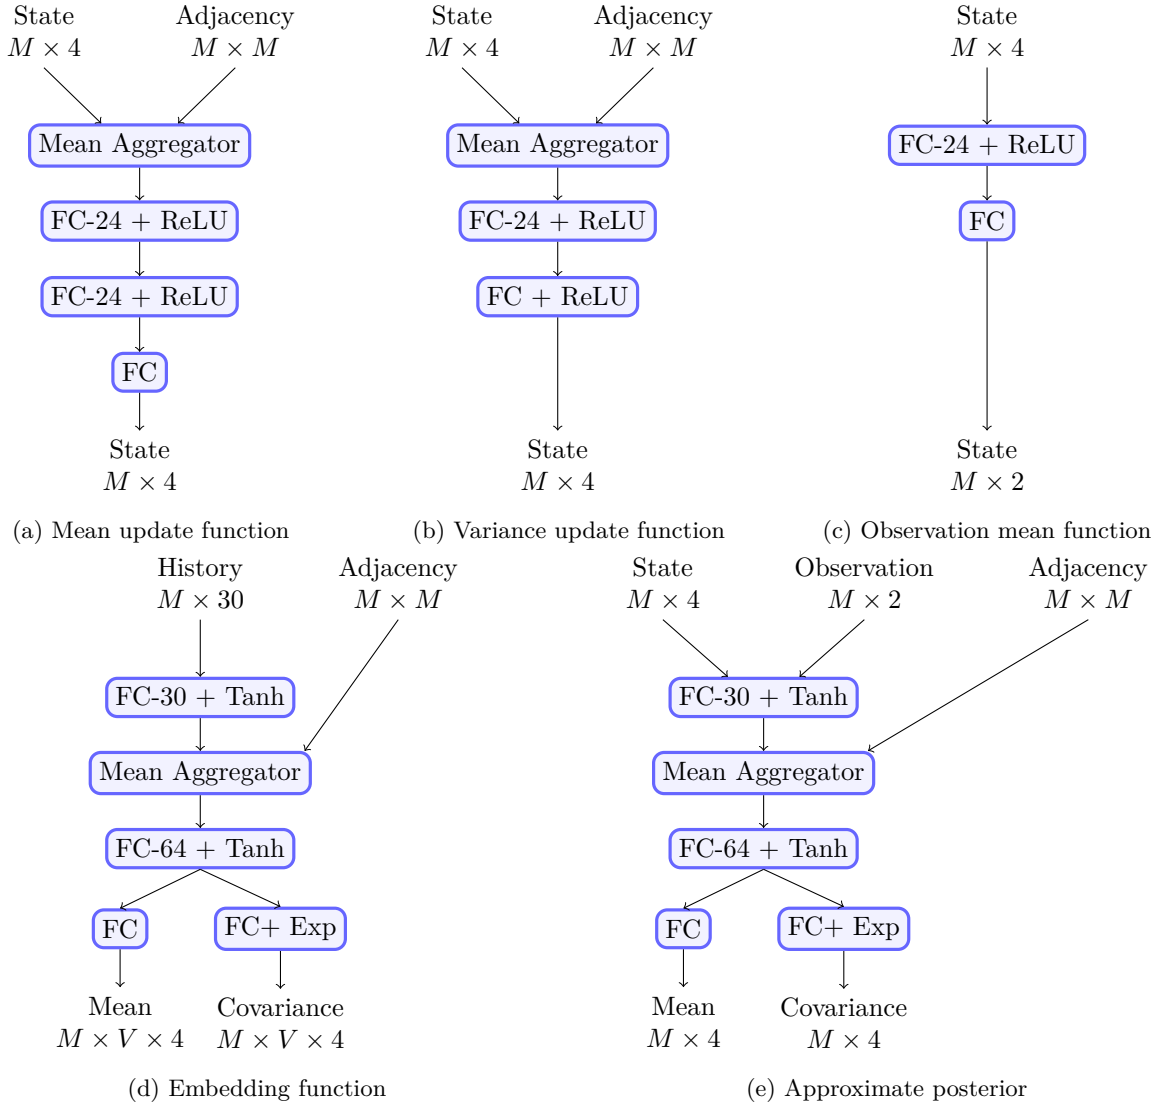 State
M × 4
Adjacency
M × M
Mean Aggregator
FC-24 + ReLU
FC-24 + ReLU
FC
State
M × 4
(a) Mean update function
State
M × 4
Adjacency
M × M
Mean Aggregator
FC-24 + ReLU
FC + ReLU
State
M × 4
(b) Variance update function
State
M × 4
FC-24 + ReLU
FC
State
M × 2
(c) Observation mean function
History
M × 30
Adjacency
M × M
FC-30 + Tanh
Mean Aggregator
FC-64 + Tanh
FC
FC+ Exp
Mean
M × V × 4
Covariance
M × V × 4
(d) Embedding function
State
M × 4
Observation
M × 2
Adjacency
M × M
FC-30 + Tanh
Mean Aggregator
FC-64 + Tanh
FC
FC+ Exp
Mean
M × 4
Covariance
M × 4
(e) Approximate posterior